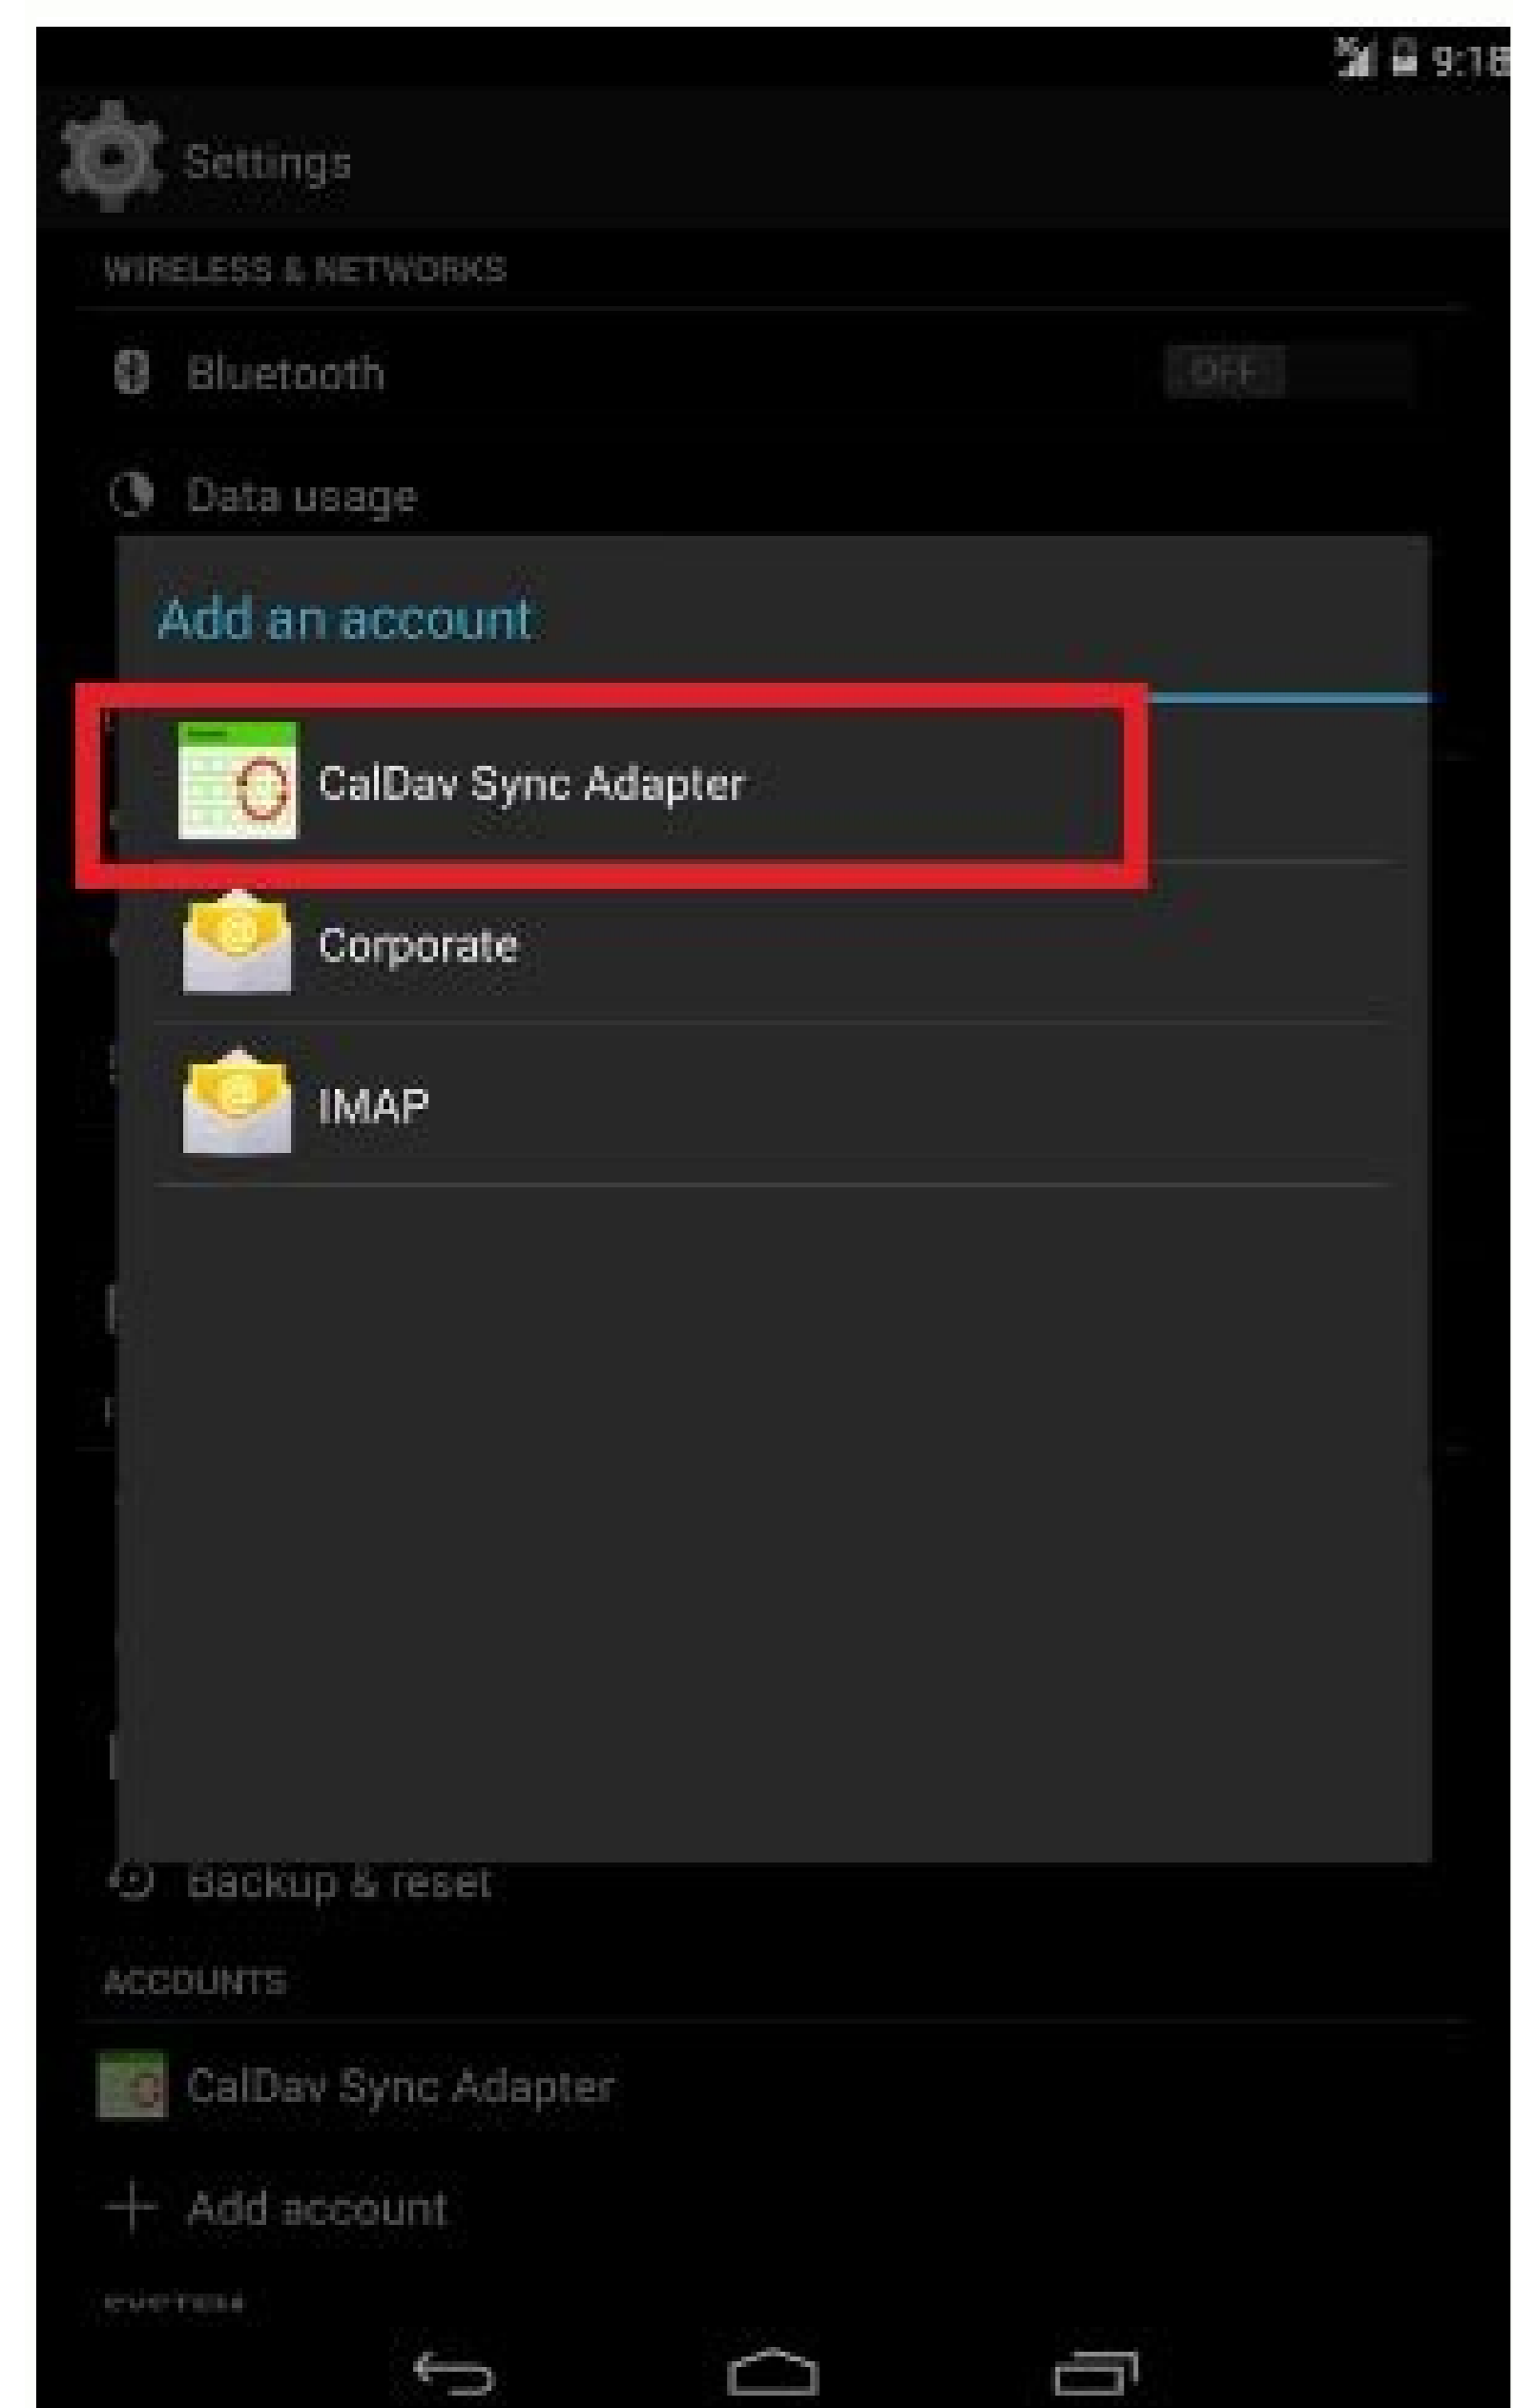 9:18
Settings
WIRELESS & NETWORKS
Bluetooth OFF
Data usage
Add an account
CalDav Sync Adapter
Corporate
IMAP
Backup & reset
ACCOUNTS
CalDav Sync Adapter
Add account
SYSTEM